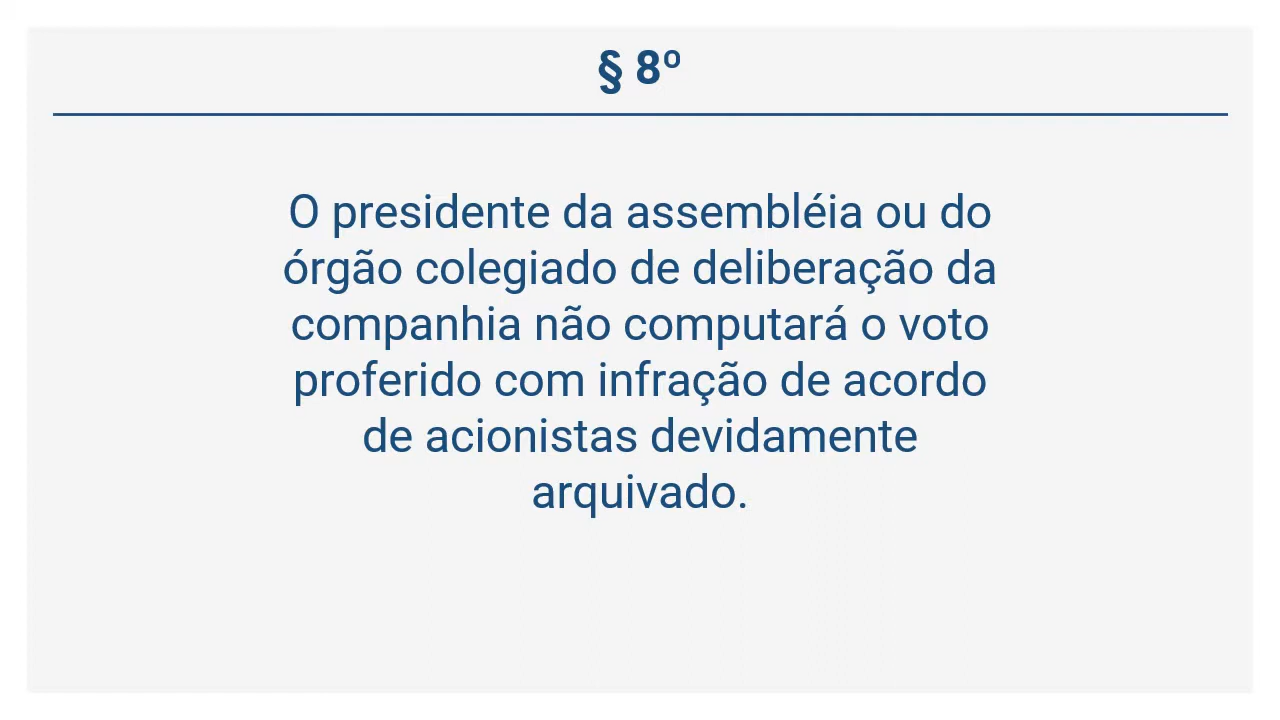 § 8º
O presidente da assembléia ou do
órgão colegiado de deliberação da
companhia não computará o voto
proferido com infração de acordo
de acionistas devidamente
arquivado.